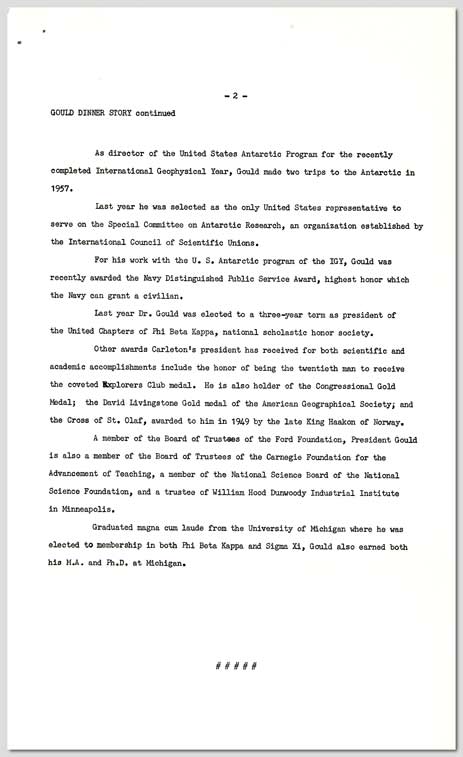 - 2 -
GOULD DINNER STORY continued
As director of the United States Antarctic Program for the recently
completed International Geophysical Year, Gould made two trips to the Antarctic in
1957.
Last year he was selected as the only United States representative to
serve on the Special Committee on Antarctic Research, an organization established by
the International Council of Scientific Unions.
For his work with the U. S. Antarctic program of the IGY, Gould was
recently awarded the Navy Distinguished Public Service Award, highest honor which
the Navy can grant a civilian.
Last year Dr. Gould was elected to a three-year term as president of
the United Chapters of Phi Beta Kappa, national scholastic honor society.
Other awards Carleton's president has received for both scientific and
academic accomplishments include the honor of being the twentieth man to receive
the coveted Explorers Club medal. He is also holder of the Congressional Gold
Medal; the David Livingstone Gold medal of the American Geographical Society; and
the Cross of St. Olaf, awarded to him in 1949 by the late King Haakon of Norway.
A member of the Board of Trustees of the Ford Foundation, President Gould
is also a member of the Board of Trustees of the Carnegie Foundation for the
Advancement of Teaching, a member of the National Science Board of the National
Science Foundation, and a trustee of William Hood Dunwoody Industrial Institute
in Minneapolis.
Graduated magna cum laude from the University of Michigan where he was
elected to membership in both Phi Beta Kappa and Sigma Xi, Gould also earned both
his M.A. and Ph.D. at Michigan.
# # # # #